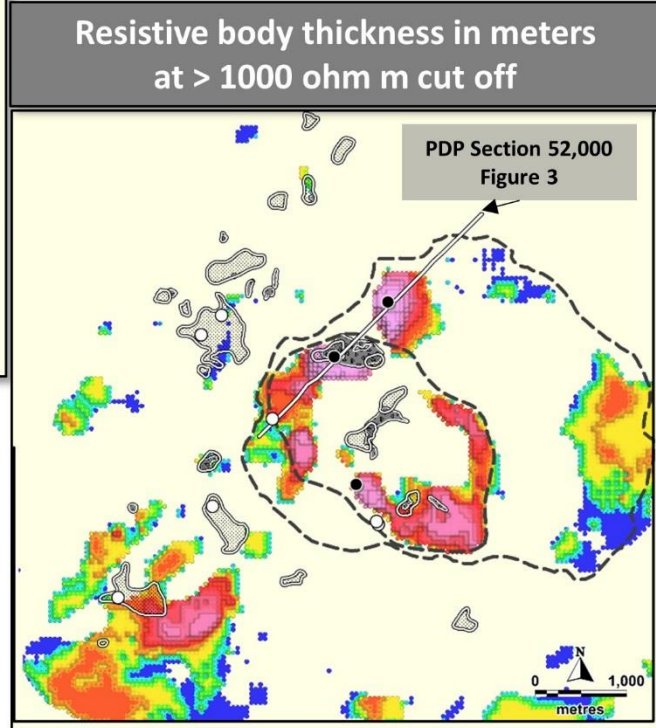 Resistive body thickness in meters
at > 1000 ohm m cut off
PDP Section 52,000
Figure 3
N
0 1,000
metres